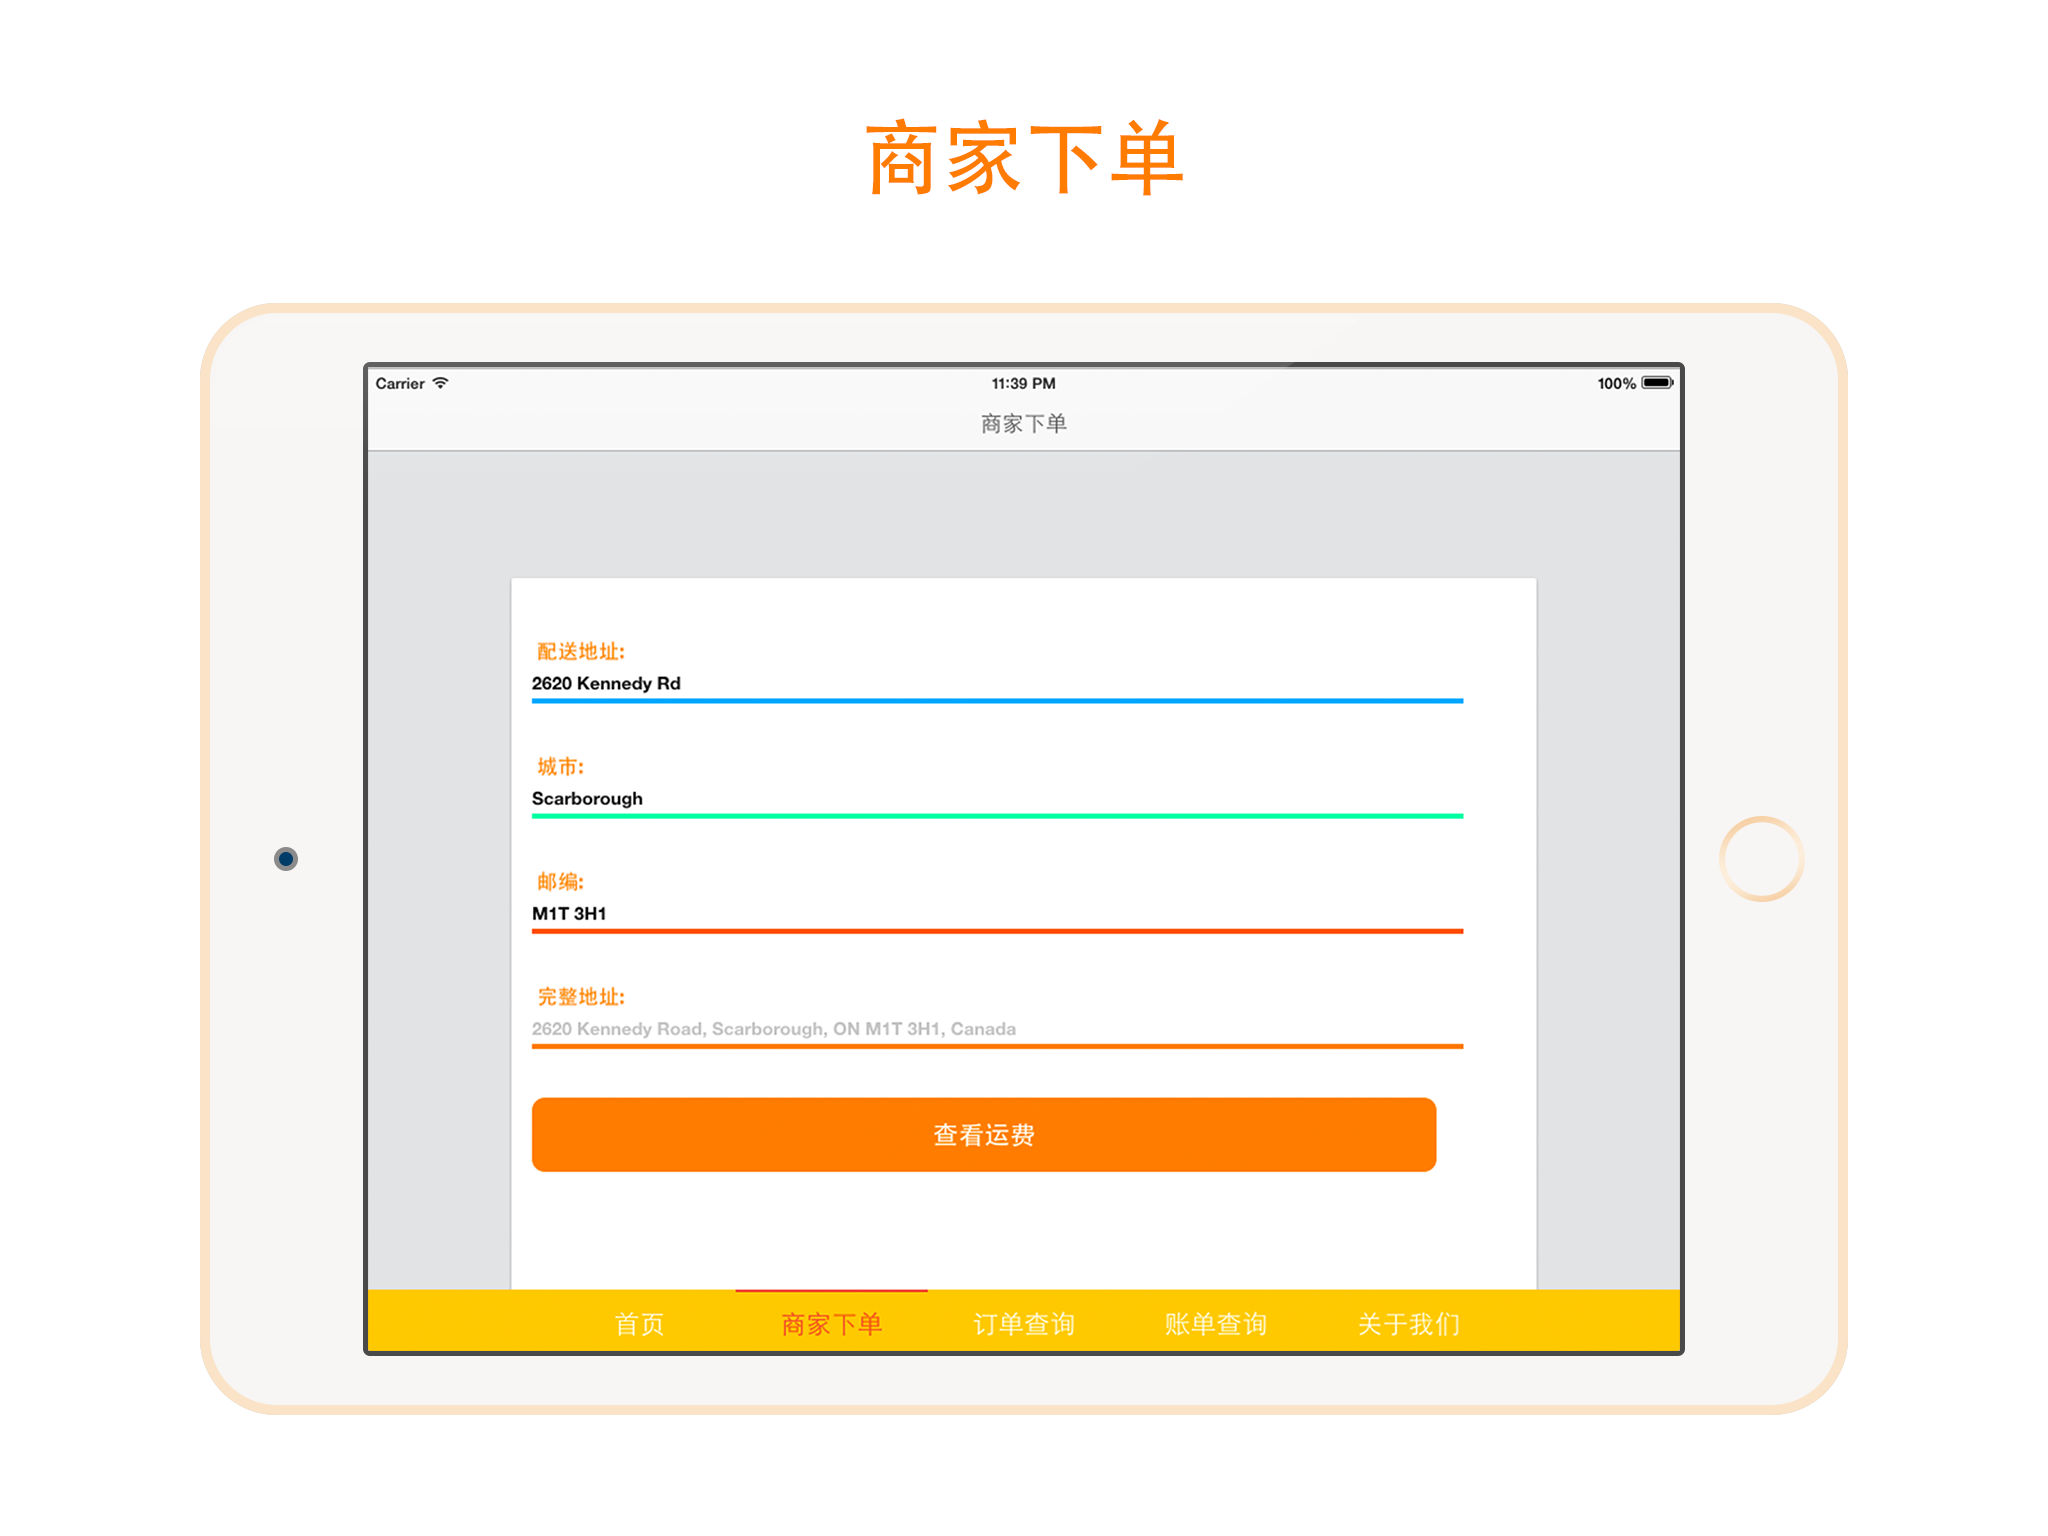 商家下单
Carrier 11:39 PM 100%
商家下单
配送地址:
2620 Kennedy Rd
城市:
Scarborough
邮编:
M1T 3H1
完整地址:
2620 Kennedy Road, Scarborough, ON M1T 3H1, Canada
查看运费
首页 商家下单 订单查询 账单查询 关于我们